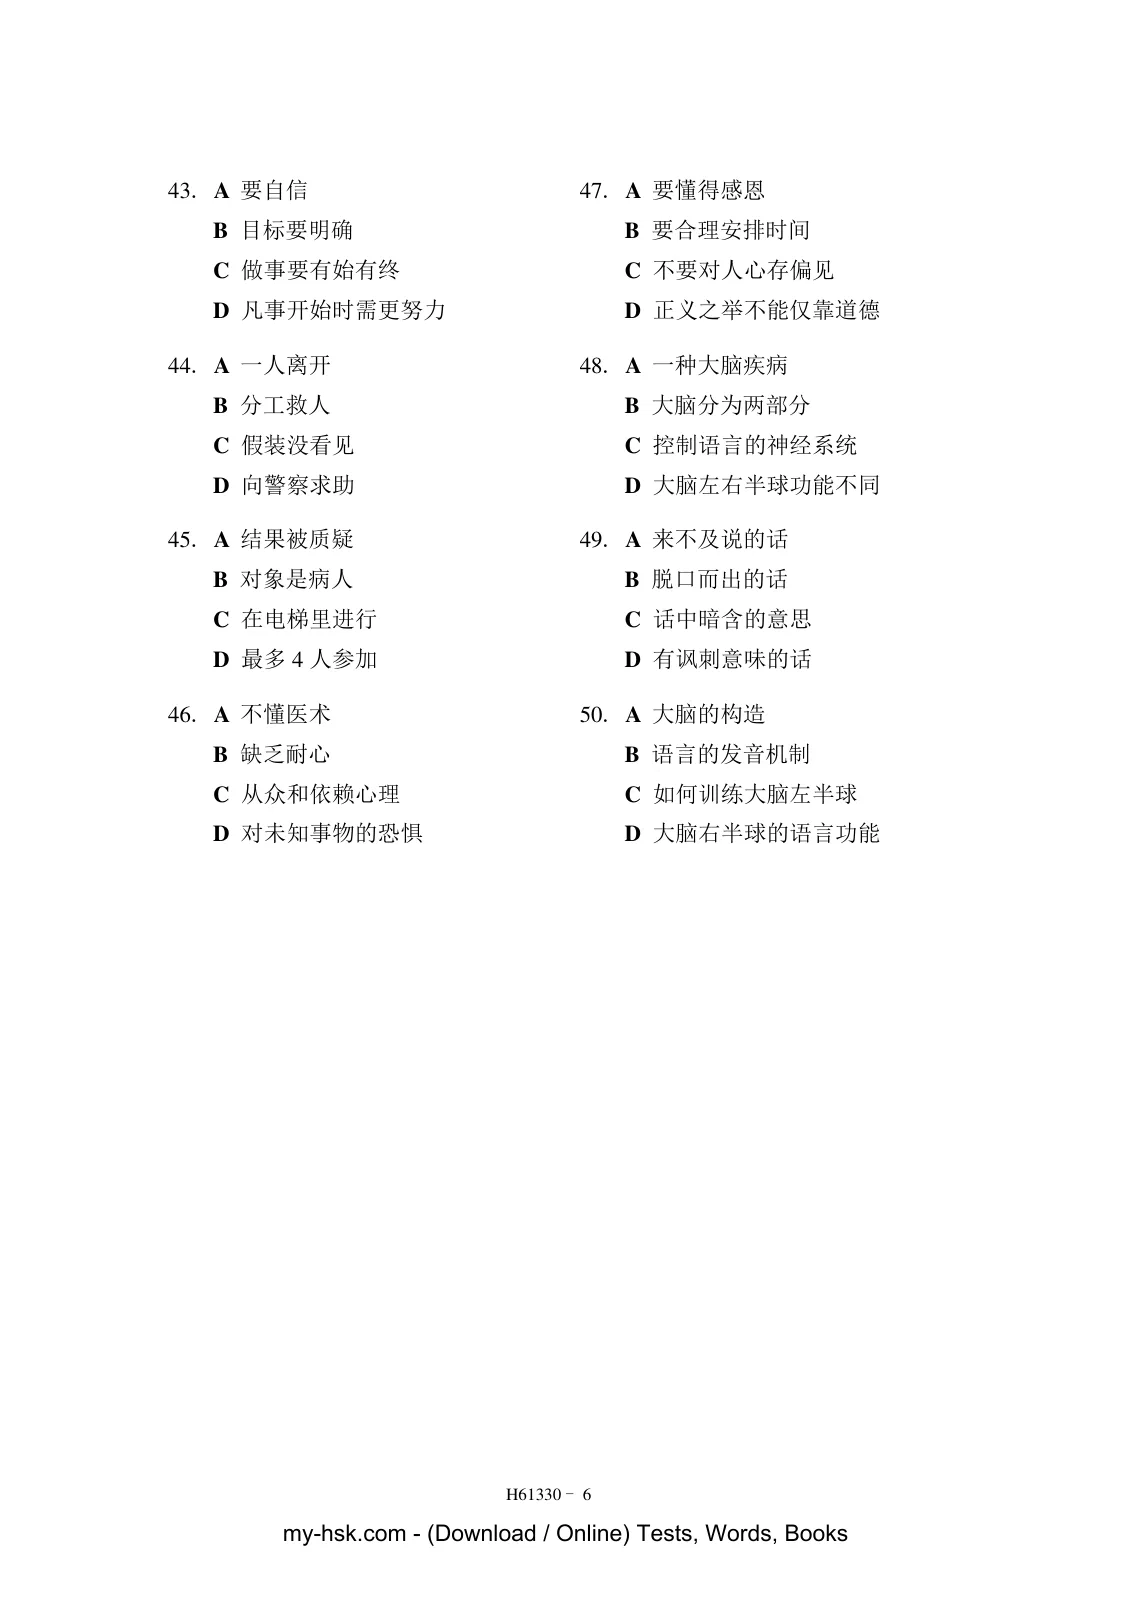 43. A 要自信
B 目标要明确
C 做事要有始有终
D 凡事开始时需更努力
44. A 一人离开
B 分工救人
C 假装没看见
D 向警察求助
45. A 结果被质疑
B 对象是病人
C 在电梯里进行
D 最多 4 人参加
46. A 不懂医术
B 缺乏耐心
C 从众和依赖心理
D 对未知事物的恐惧
47. A 要懂得感恩
B 要合理安排时间
C 不要对人心存偏见
D 正义之举不能仅靠道德
48. A 一种大脑疾病
B 大脑分为两部分
C 控制语言的神经系统
D 大脑左右半球功能不同
49. A 来不及说的话
B 脱口而出的话
C 话中暗含的意思
D 有讽刺意味的话
50. A 大脑的构造
B 语言的发音机制
C 如何训练大脑左半球
D 大脑右半球的语言功能
H61330－ 6
my-hsk.com - (Download / Online) Tests, Words, Books